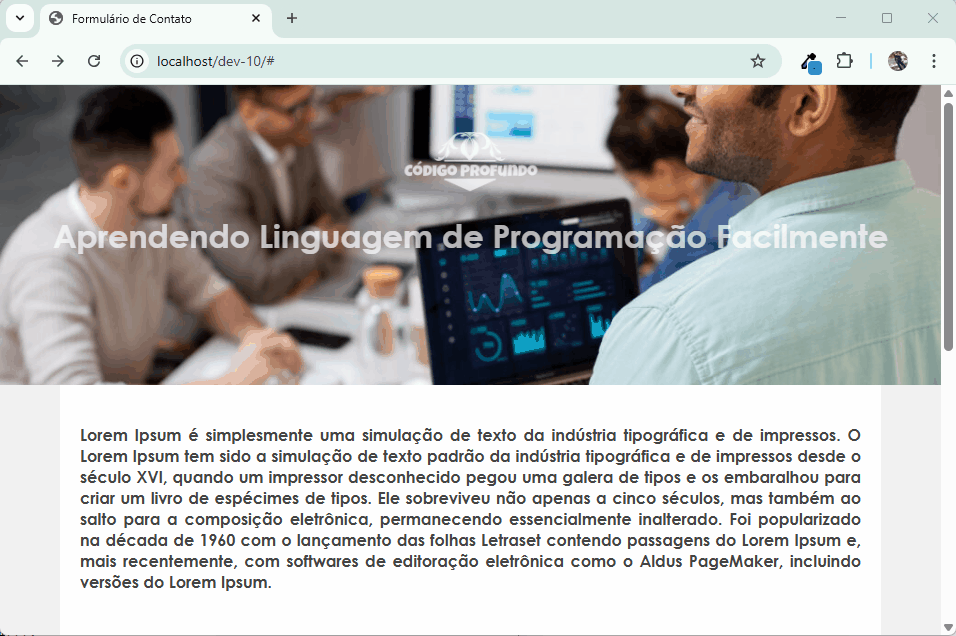 Formulário de Contato
localhost/dev-10/#
CÓDIGO PROFUNDO
Aprendendo Linguagem de Programação Facilmente
Lorem Ipsum é simplesmente uma simulação de texto da indústria tipográfica e de impressos. O
Lorem Ipsum tem sido a simulação de texto padrão da indústria tipográfica e de impressos desde o
século XVI, quando um impressor desconhecido pegou uma galera de tipos e os embaralhou para
criar um livro de espécimes de tipos. Ele sobreviveu não apenas a cinco séculos, mas também ao
salto para a composição eletrônica, permanecendo essencialmente inalterado. Foi popularizado
na década de 1960 com o lançamento das folhas Letraset contendo passagens do Lorem Ipsum e,
mais recentemente, com softwares de editoração eletrônica como o Aldus PageMaker, incluindo
versões do Lorem Ipsum.